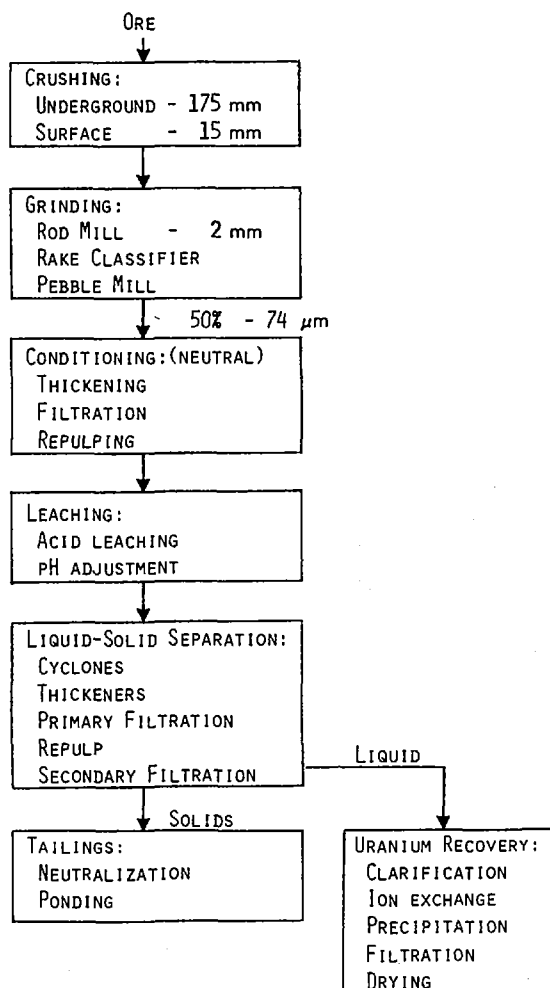 ORE
CRUSHING:
UNDERGROUND - 175 mm
SURFACE - 15 mm
GRINDING:
ROD MILL - 2 mm
RAKE CLASSIFIER
PEBBLE MILL
50% - 74 μm
CONDITIONING:(NEUTRAL)
THICKENING
FILTRATION
REPULPING
LEACHING:
ACID LEACHING
PH ADJUSTMENT
LIQUID-SOLID SEPARATION:
CYCLONES
THICKENERS
PRIMARY FILTRATION
REPULP
SECONDARY FILTRATION
LIQUID
SOLIDS
TAILINGS:
NEUTRALIZATION
PONDING
URANIUM RECOVERY:
CLARIFICATION
ION EXCHANGE
PRECIPITATION
FILTRATION
DRYING